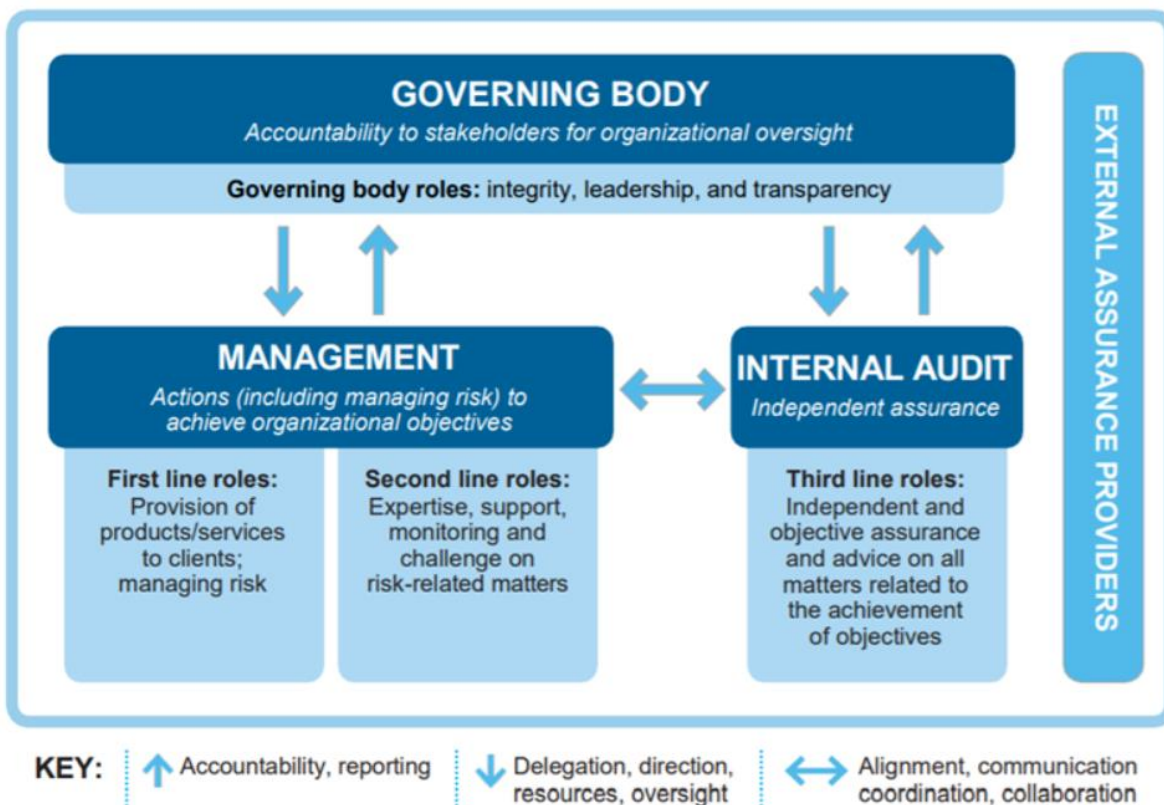 GOVERNING BODY
Accountability to stakeholders for organizational oversight
Governing body roles: integrity, leadership, and transparency
MANAGEMENT
Actions (including managing risk) to
achieve organizational objectives
First line roles:
Provision of
products/services
to clients;
managing risk
Second line roles:
Expertise, support,
monitoring and
challenge on
risk-related matters
INTERNAL AUDIT
Independent assurance
Third line roles:
Independent and
objective assurance
and advice on all
matters related to
the achievement
of objectives
EXTERNAL ASSURANCE PROVIDERS
KEY:
Accountability, reporting
Delegation, direction,
resources, oversight
Alignment, communication
coordination, collaboration